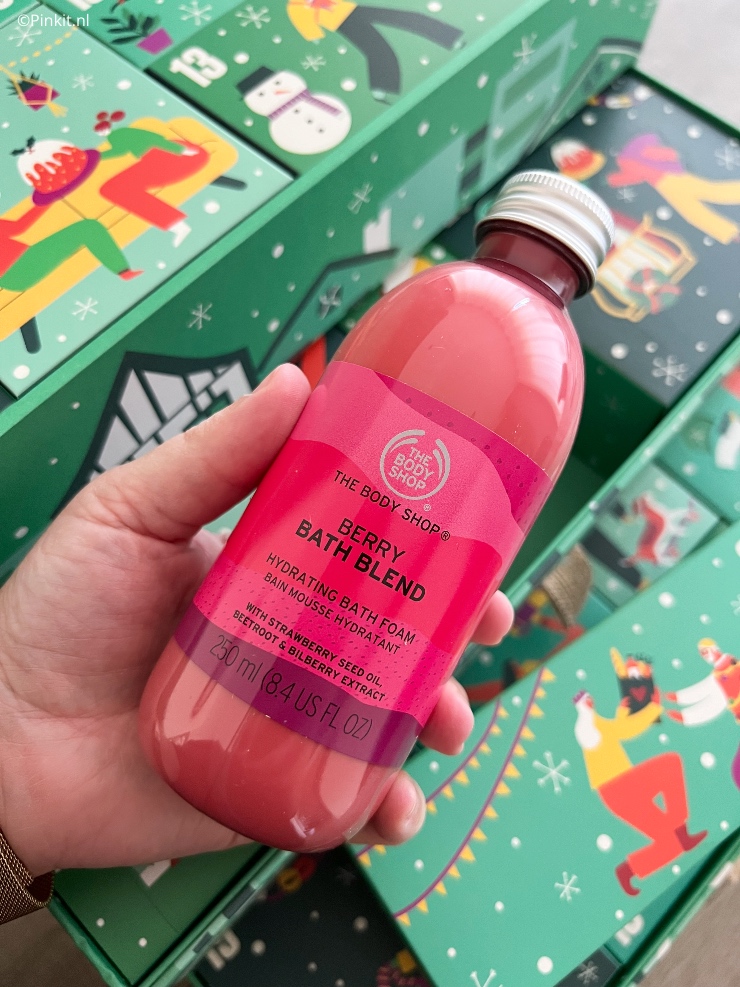 ©Pinkit.nl
13
THE
BODY
SHOP
®
THE BODY SHOP®
BERRY
BATH BLEND
HYDRATING BATH FOAM
BAIN MOUSSE HYDRATANT
WITH STRAWBERRY SEED OIL,
BEETROOT & BILBERRY EXTRACT
250 ml (8.4 US FL OZ)